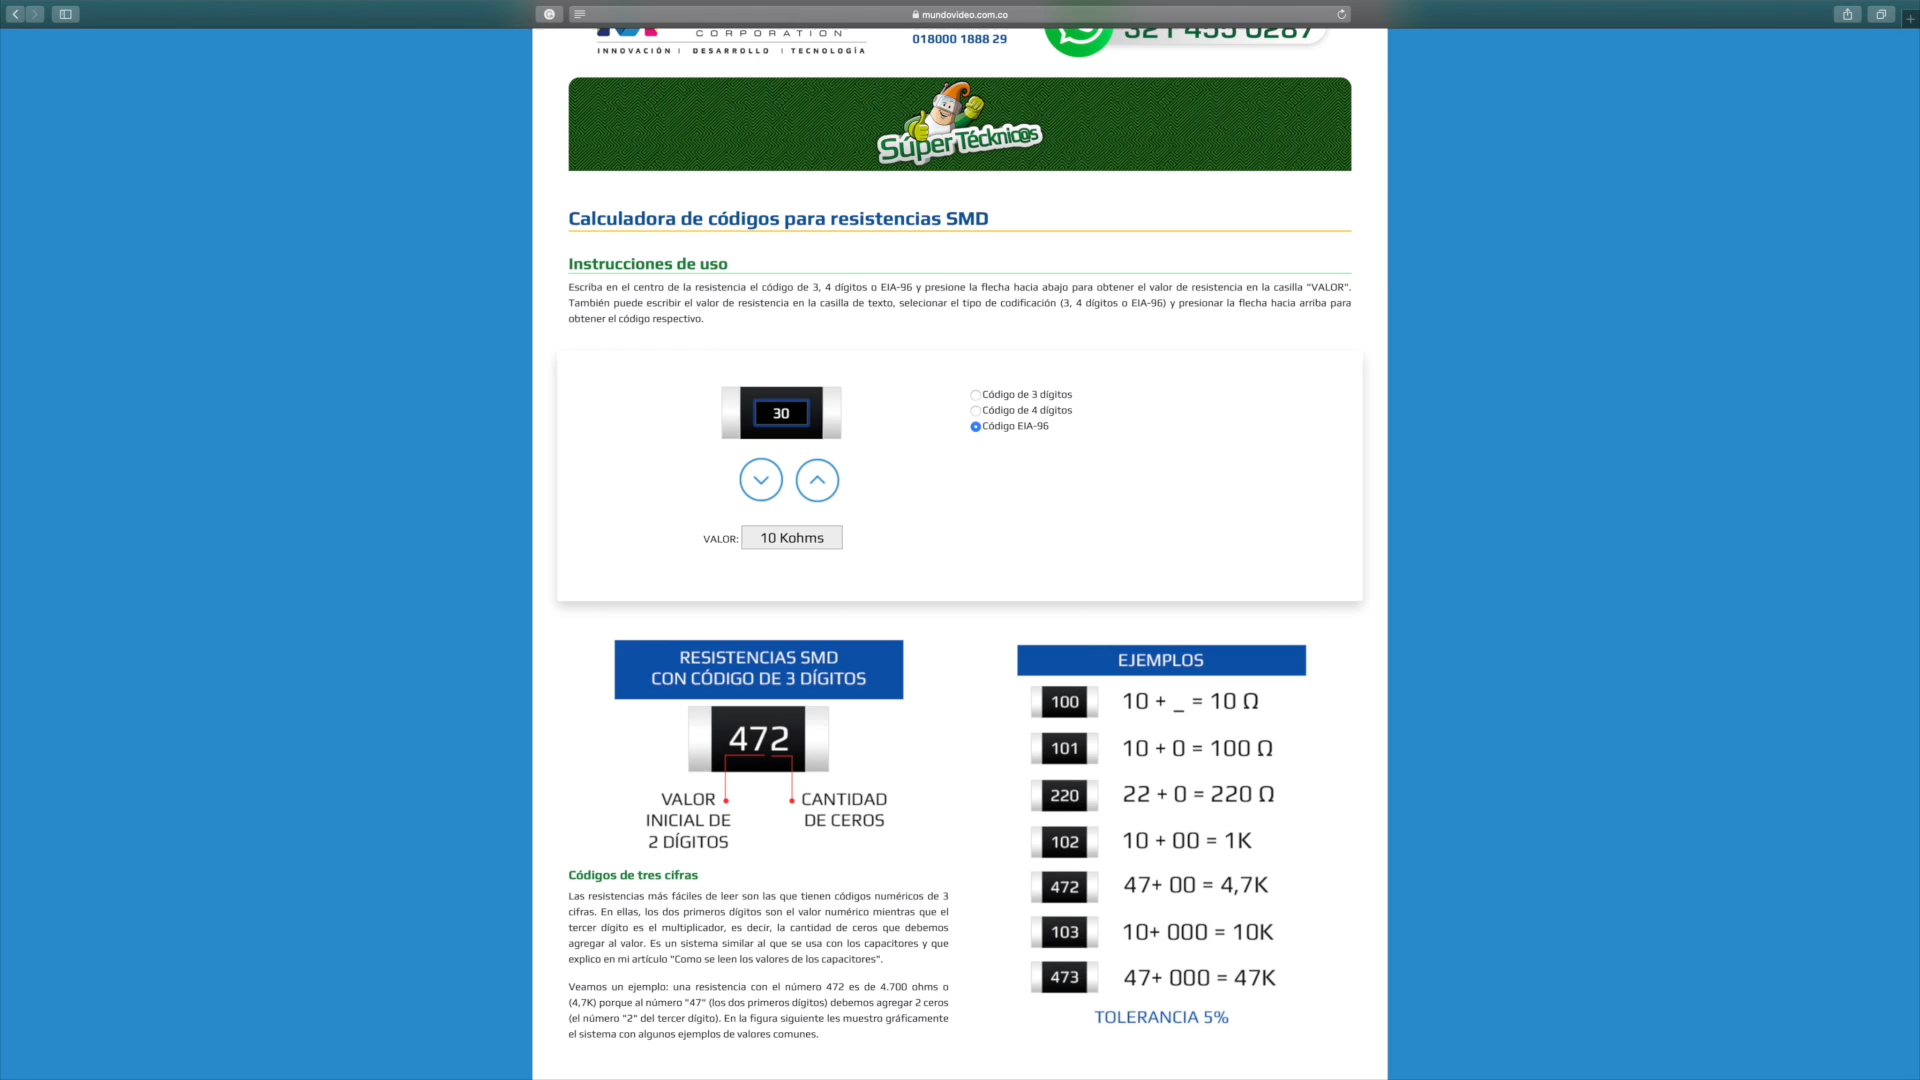 mundovideo.com.co
CORPORATION
INNOVACIÓN | DESARROLLO | TECNOLOGÍA
018000 1888 29
321 455 0287
Súper Técknic@s
Calculadora de códigos para resistencias SMD
Instrucciones de uso
Escriba en el centro de la resistencia el código de 3, 4 dígitos o EIA-96 y presione la flecha hacia abajo para obtener el valor de resistencia en la casilla "VALOR".
También puede escribir el valor de resistencia en la casilla de texto, selecionar el tipo de codificación (3, 4 dígitos o EIA-96) y presionar la flecha hacia arriba para
obtener el código respectivo.
30
Código de 3 dígitos
Código de 4 dígitos
Código EIA-96
VALOR: 10 Kohms
RESISTENCIAS SMD
CON CÓDIGO DE 3 DÍGITOS
472
VALOR
INICIAL DE
2 DÍGITOS
CANTIDAD
DE CEROS
Códigos de tres cifras
Las resistencias más fáciles de leer son las que tienen códigos numéricos de 3
cifras. En ellas, los dos primeros dígitos son el valor numérico mientras que el
tercer dígito es el multiplicador, es decir, la cantidad de ceros que debemos
agregar al valor. Es un sistema similar al que se usa con los capacitores y que
explico en mi artículo "Como se leen los valores de los capacitores".
Veamos un ejemplo: una resistencia con el número 472 es de 4.700 ohms o
(4,7K) porque al número "47" (los dos primeros dígitos) debemos agregar 2 ceros
(el número "2" del tercer dígito). En la figura siguiente les muestro gráficamente
el sistema con algunos ejemplos de valores comunes.
EJEMPLOS
100 10 + _ = 10 Ω
101 10 + 0 = 100 Ω
220 22 + 0 = 220 Ω
102 10 + 00 = 1K
472 47+ 00 = 4,7K
103 10+ 000 = 10K
473 47+ 000 = 47K
TOLERANCIA 5%